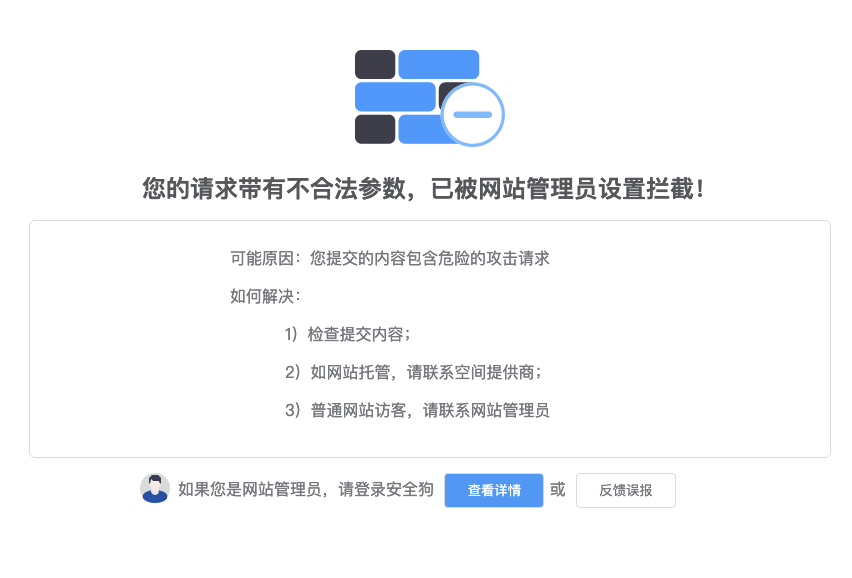 您的请求带有不合法参数，已被网站管理员设置拦截！
可能原因：您提交的内容包含危险的攻击请求
如何解决：
1）检查提交内容；
2）如网站托管，请联系空间提供商；
3）普通网站访客，请联系网站管理员
如果您是网站管理员，请登录安全狗 查看详情 或 反馈误报